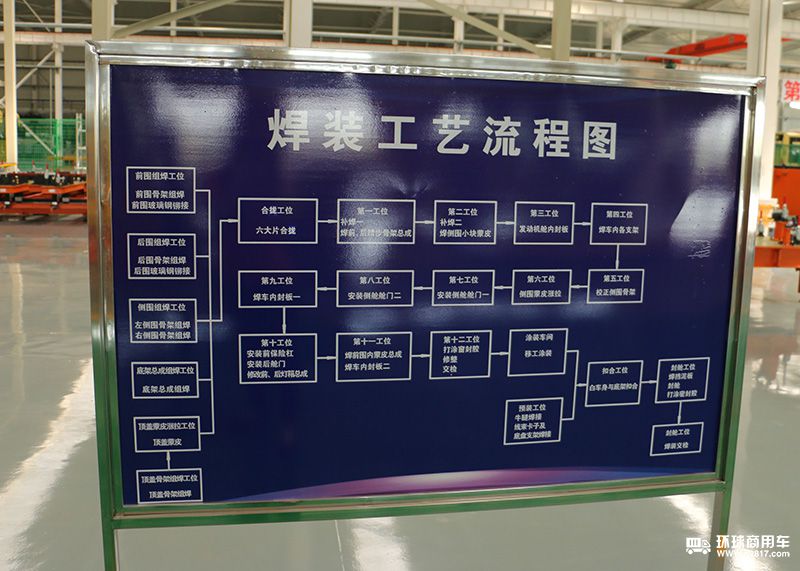 焊装工艺流程图
前围组焊工位
前围骨架组焊
前围玻璃钢铆接
后围组焊工位
后围骨架组焊
后围玻璃钢铆接
侧围组焊工位
左侧围骨架组焊
右侧围骨架组焊
底架总成组焊工位
底架总成组焊
顶盖蒙皮涨拉工位
顶盖蒙皮
顶盖骨架组焊工位
顶盖骨架组焊
合拢工位
六大片合拢
第一工位
补焊一
焊前、后踏步骨架总成
第二工位
补焊二
焊侧围小块蒙皮
第三工位
发动机舱内封板
第四工位
焊车内各支架
第五工位
校正侧围骨架
第六工位
侧围蒙皮涨拉
第七工位
安装侧舱舱门一
第八工位
安装侧舱舱门二
第九工位
焊车内封板一
第十工位
安装前保险杠
安装后舱门
修改前、后灯箱总成
第十一工位
焊前围内蒙皮总成
焊车内封板二
第十二工位
打涂密封胶
修整
交检
涂装车间
移工涂装
预装工位
牛腿焊接
线束卡子及
底盘支架焊接
扣合工位
白车身与底架扣合
封舱工位
焊挡泥板
封舱
打涂密封胶
封舱工位
焊装交检
第
环球商用车